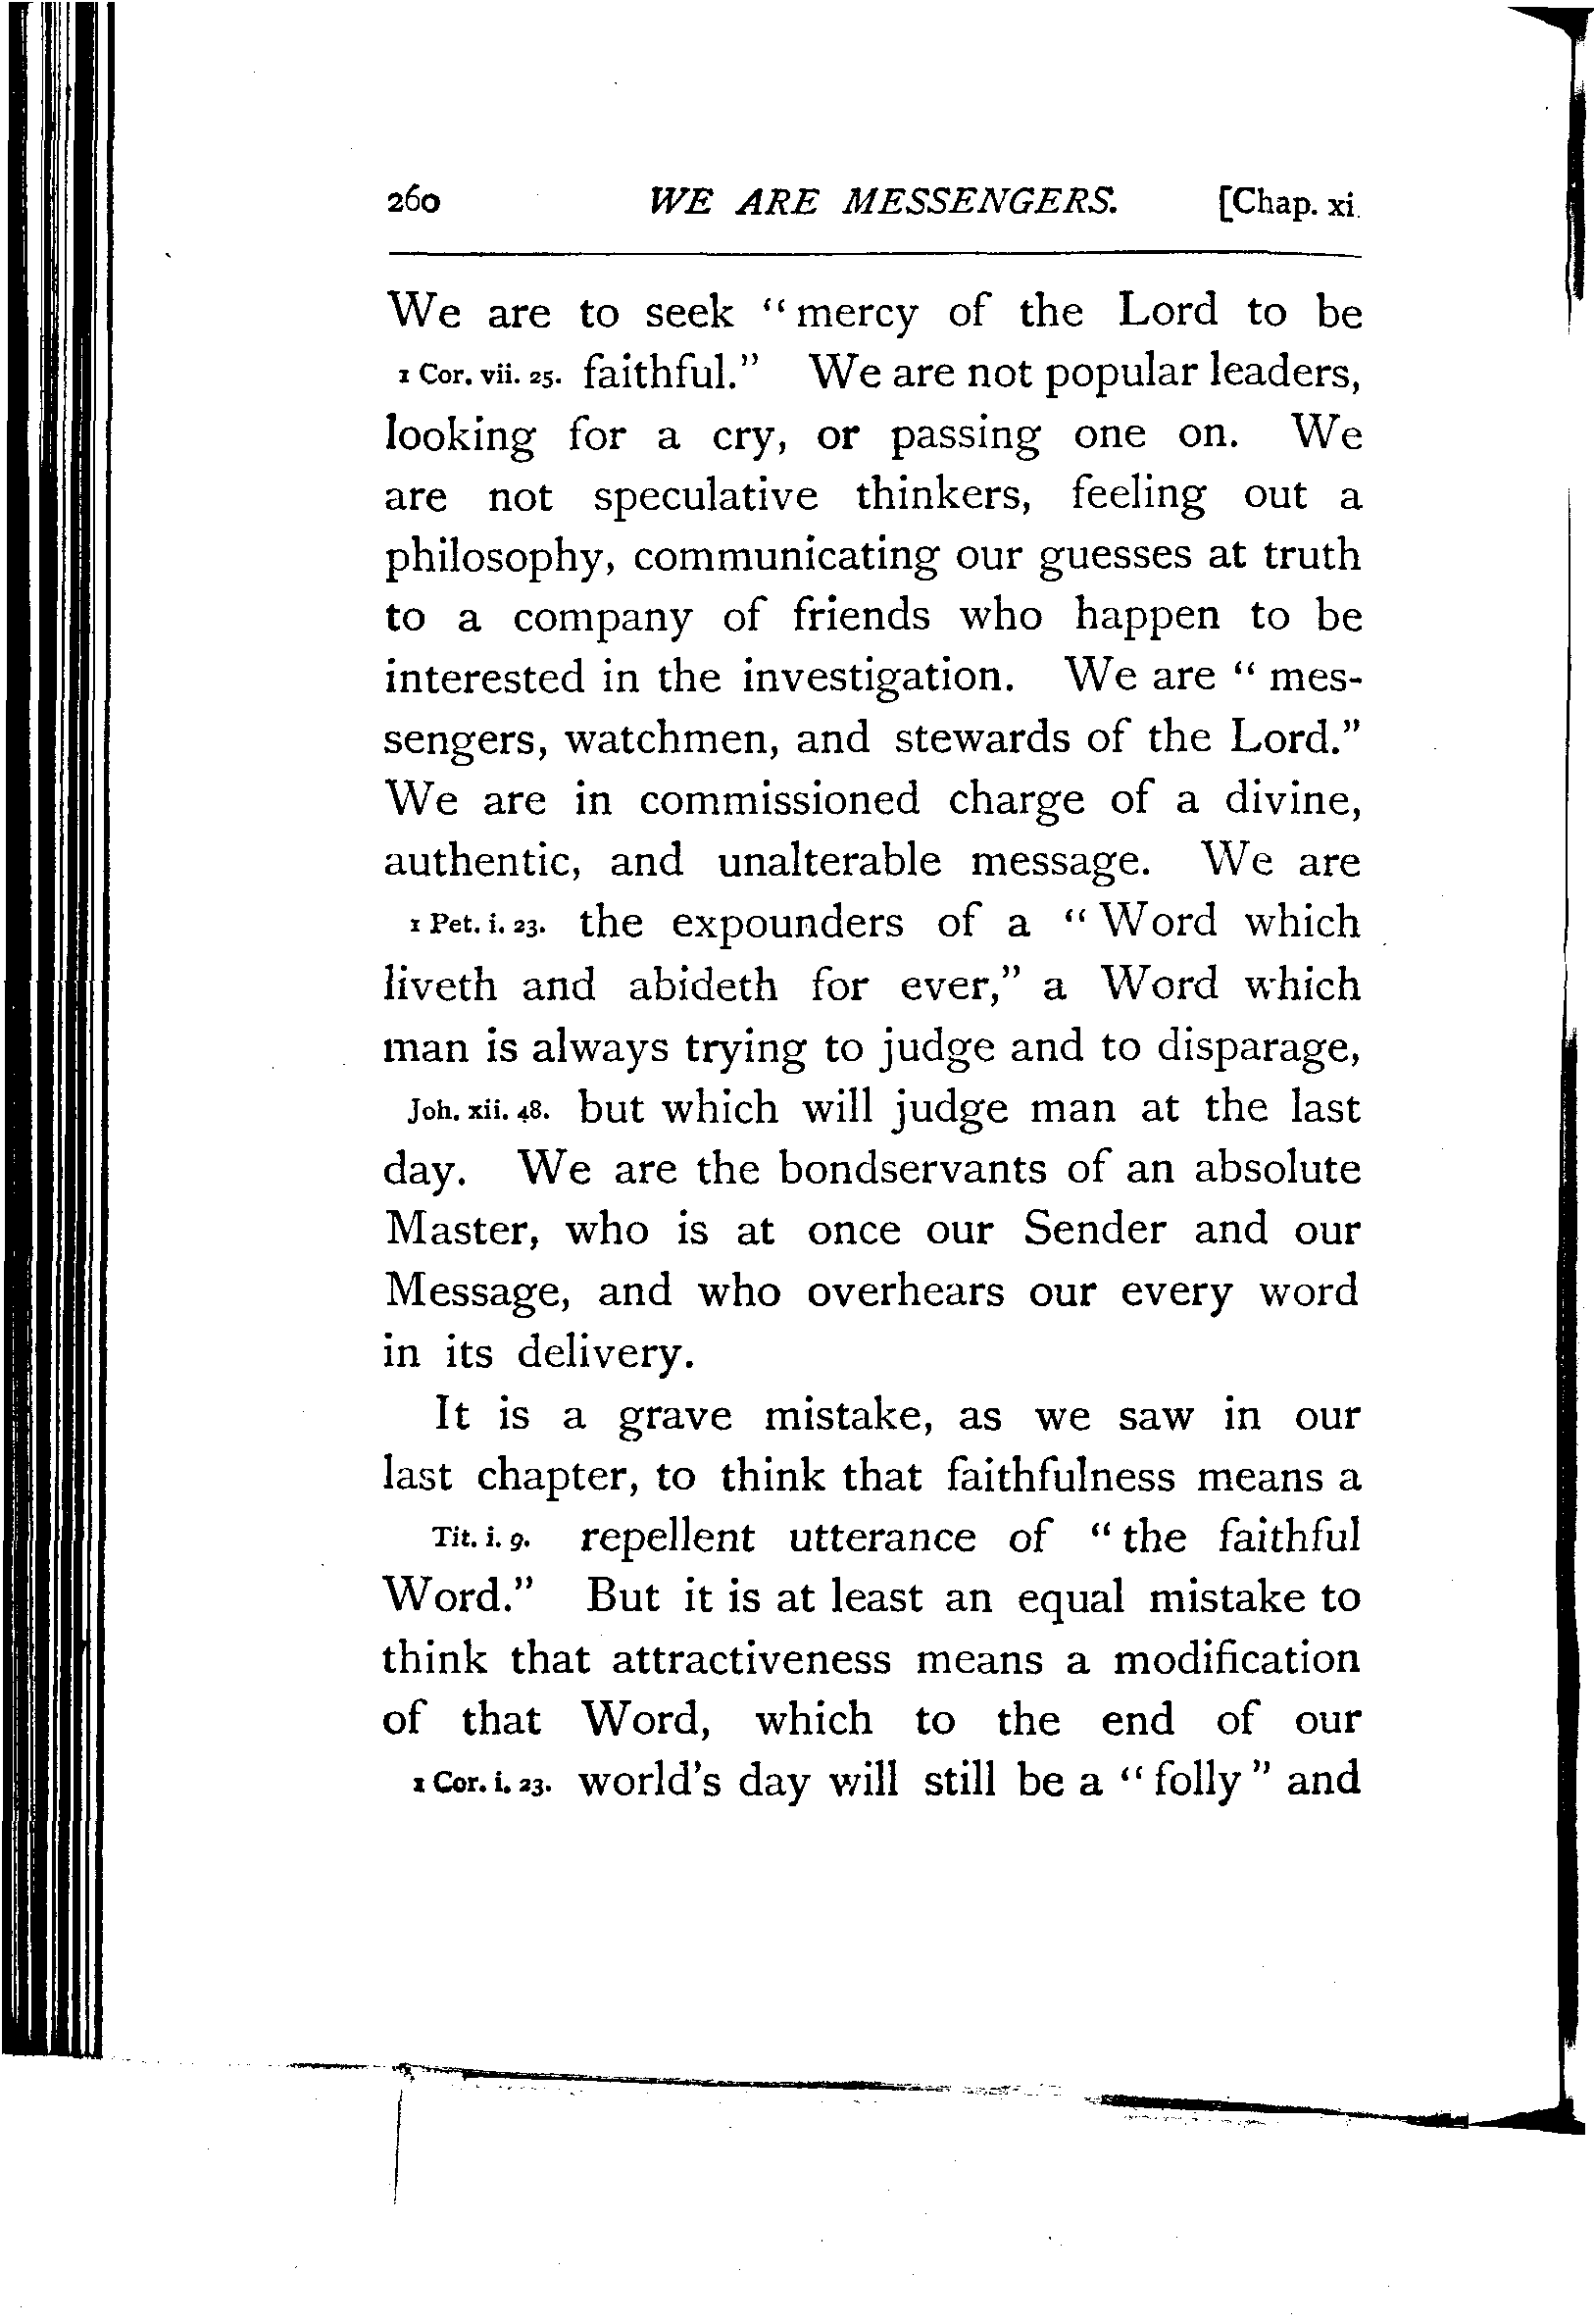 260 WE ARE MESSENGERS. [Chap. xi.
We are to seek “mercy of the Lord to be
1 Cor. vii. 25. faithful.” We are not popular leaders,
looking for a cry, or passing one on. We
are not speculative thinkers, feeling out a
philosophy, communicating our guesses at truth
to a company of friends who happen to be
interested in the investigation. We are “mes-
sengers, watchmen, and stewards of the Lord.”
We are in commissioned charge of a divine,
authentic, and unalterable message. We are
1 Pet. i. 23. the expounders of a “Word which
liveth and abideth for ever,” a Word which
man is always trying to judge and to disparage,
Joh. xii. 48. but which will judge man at the last
day. We are the bondservants of an absolute
Master, who is at once our Sender and our
Message, and who overhears our every word
in its delivery.
It is a grave mistake, as we saw in our
last chapter, to think that faithfulness means a
Tit. i. 9. repellent utterance of “the faithful
Word.” But it is at least an equal mistake to
think that attractiveness means a modification
of that Word, which to the end of our
1 Cor. i. 23. world's day will still be a “folly” and